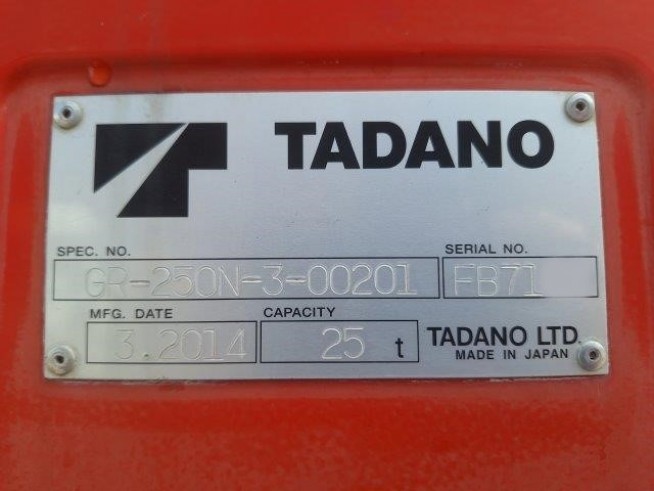 TADANO
SPEC. NO.
SERIAL NO.
GR-250N-3-00201
FB71
MFG. DATE
CAPACITY
3.2014
25 t
TADANO LTD.
MADE IN JAPAN